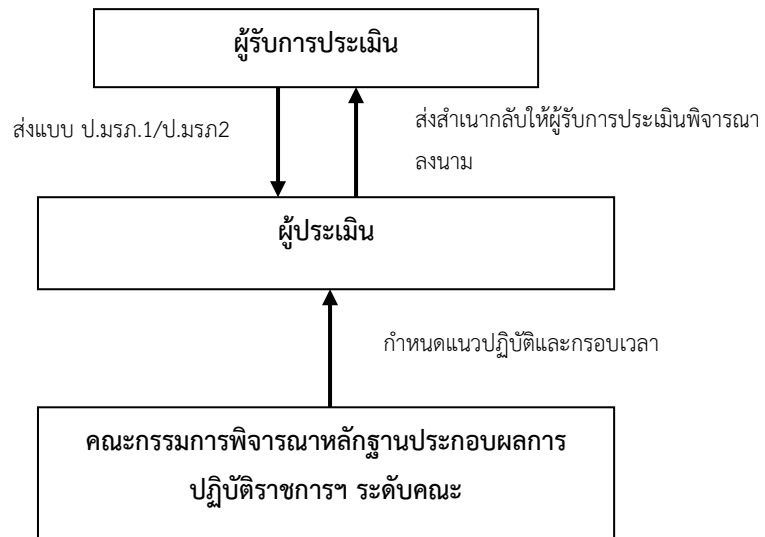 ผู้รับการประเมิน
ส่งแบบ ป.มรภ.1/ป.มรภ2
ส่งสำเนากลับให้ผู้รับการประเมินพิจารณา
ลงนาม
ผู้ประเมิน
กำหนดแนวปฏิบัติและกรอบเวลา
คณะกรรมการพิจารณาหลักฐานประกอบผลการ
ปฏิบัติราชการฯ ระดับคณะ